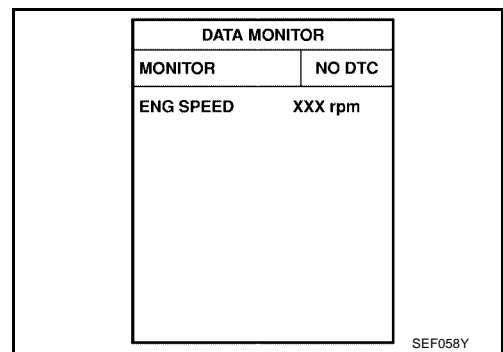 DATA MONITOR
MONITOR NO DTC
ENG SPEED XXX rpm
SEF058Y